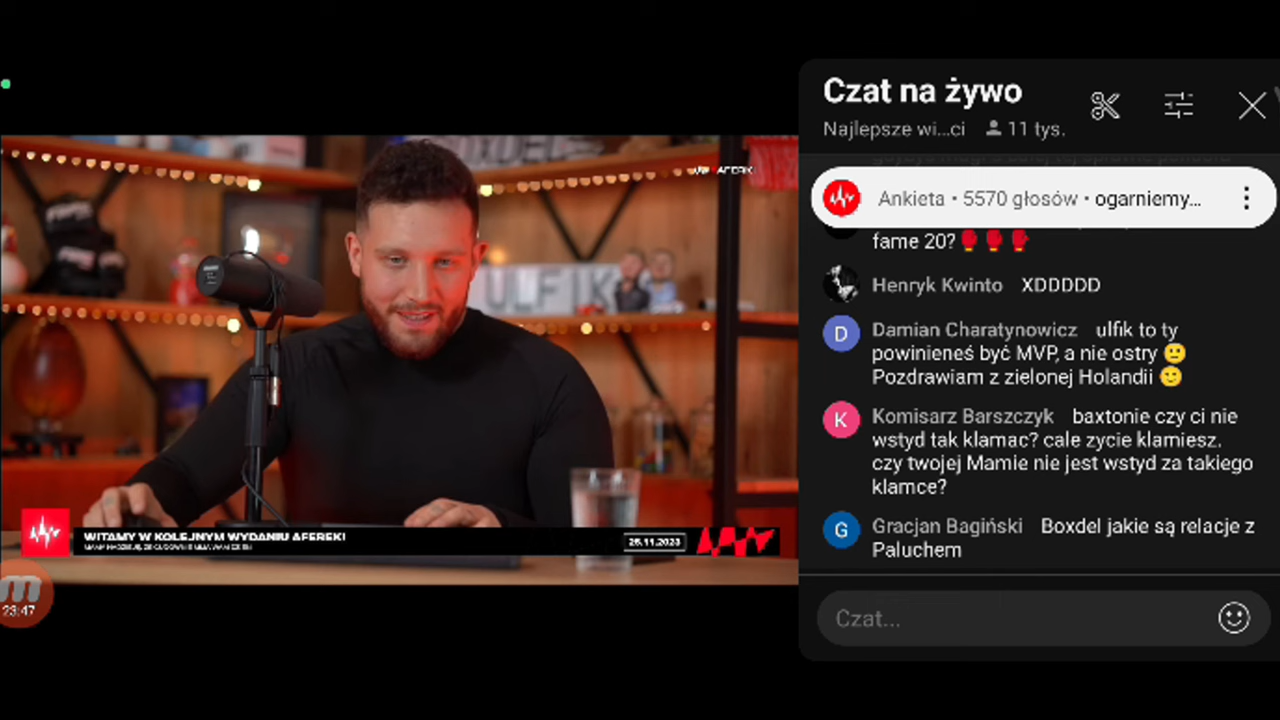 Czat na żywo
Najlepsze wi...ci 11 tys.
Ankieta • 5570 głosów • ogarniemy...
fame 20?
Henryk Kwinto XDDDDD
Damian Charatynowicz ulfik to ty
powinieneś być MVP, a nie ostry
Pozdrawiam z zielonej Holandii
Komisarz Barszczyk baxtonie czy ci nie
wstyd tak klamac? cale zycie klamiesz.
czy twojej Mamie nie jest wstyd za takiego
klamce?
Gracjan Bagiński Boxdel jakie są relacje z
Paluchem
Czat...
D
K
G
ULFIK
WITAMY W KOLEJNYM WYDANIU AFEREK!
25.11.2023
m
23:47